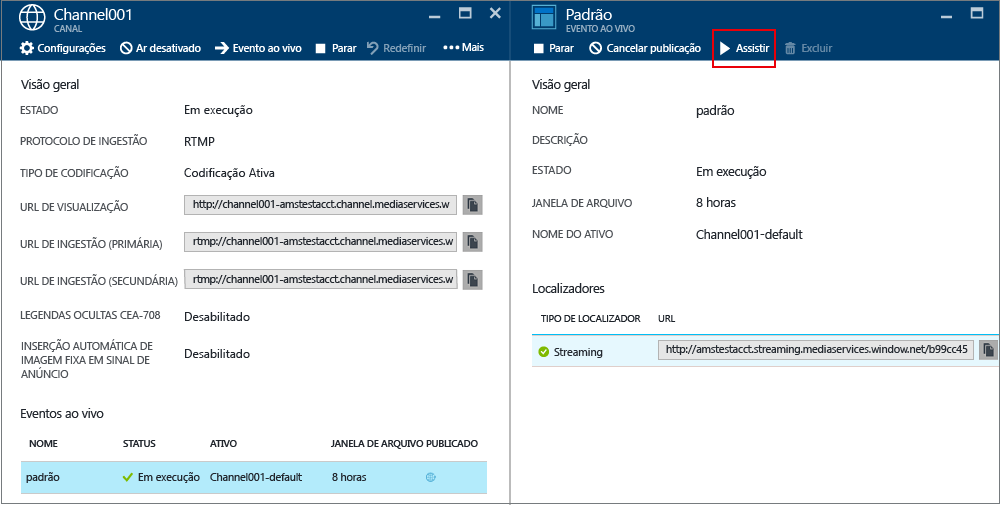 Channel001
CANAL
Configurações Ar desativado Evento ao vivo Parar Redefinir Mais
Visão geral
ESTADO Em execução
PROTOCOLO DE INGESTÃO RTMP
TIPO DE CODIFICAÇÃO Codificação Ativa
URL DE VISUALIZAÇÃO http://channel001-amstestacct.channel.mediaservices.w
URL DE INGESTÃO (PRIMÁRIA) rtmp://channel001-amstestacct.channel.mediaservices.w
URL DE INGESTÃO (SECUNDÁRIA) rtmp://channel001-amstestacct.channel.mediaservices.w
LEGENDAS OCULTAS CEA-708 Desabilitado
INSERÇÃO AUTOMÁTICA DE
IMAGEM FIXA EM SINAL DE Desabilitado
ANÚNCIO
Eventos ao vivo
NOME STATUS ATIVO JANELA DE ARQUIVO PUBLICADO
padrão Em execução Channel001-default 8 horas
Padrão
EVENTO AO VIVO
Parar Cancelar publicação Assistir Excluir
Visão geral
NOME padrão
DESCRIÇÃO
ESTADO Em execução
JANELA DE ARQUIVO 8 horas
NOME DO ATIVO Channel001-default
Localizadores
TIPO DE LOCALIZADOR URL
Streaming http://amstestacct.streaming.mediaservices.window.net/b99cc45